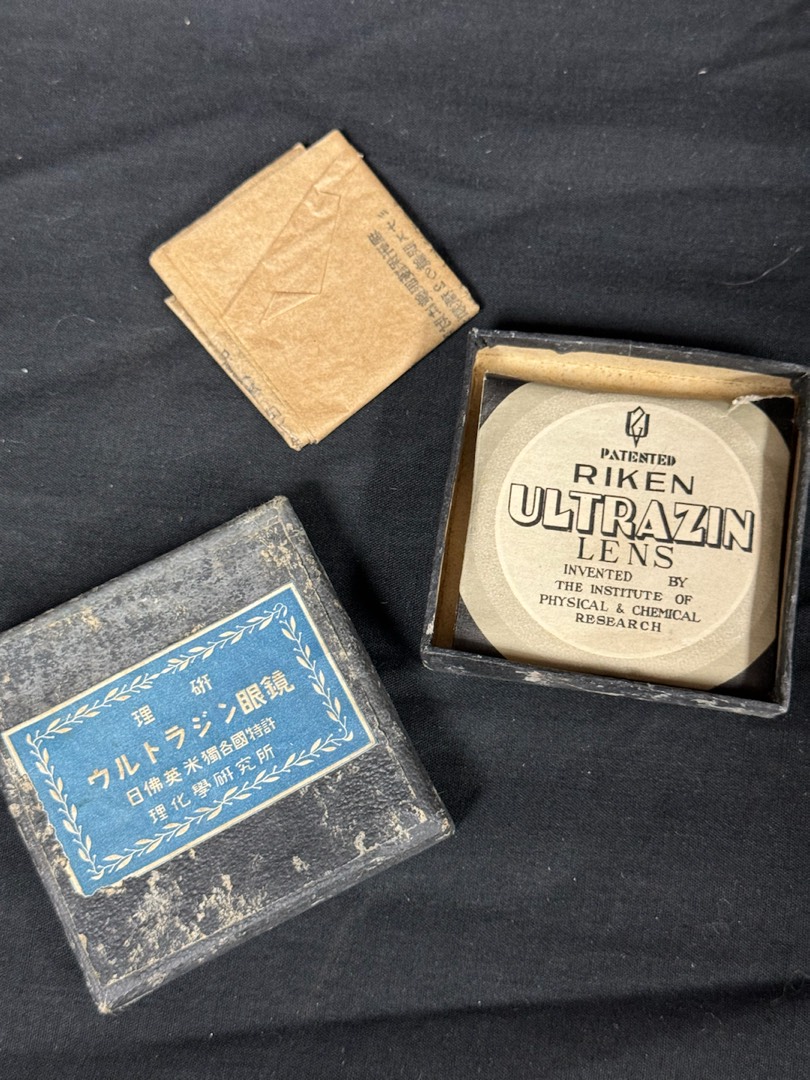 理 研
ウルトラジン眼鏡
日佛英米獨各國特許
理化學研究所
PATENTED
RIKEN
ULTRAZIN
LENS
INVENTED BY
THE INSTITUTE OF
PHYSICAL & CHEMICAL
RESEARCH